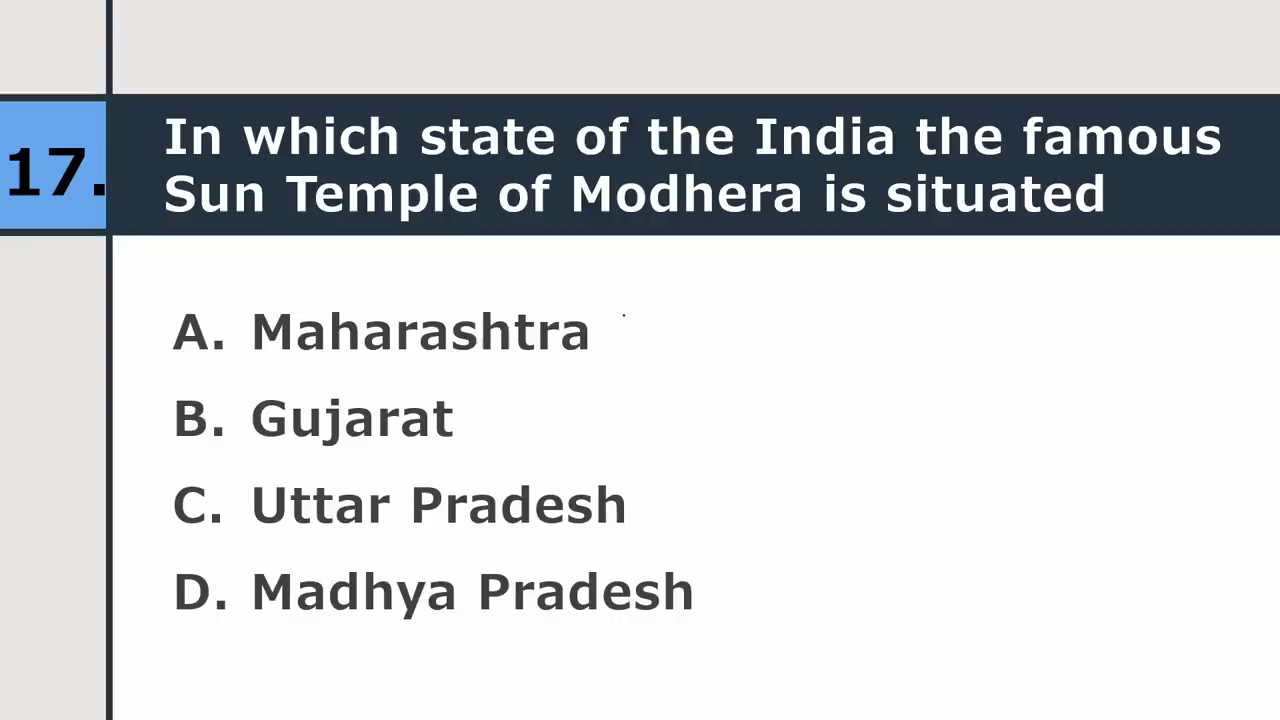 17.
In which state of the India the famous
Sun Temple of Modhera is situated
A. Maharashtra
B. Gujarat
C. Uttar Pradesh
D. Madhya Pradesh